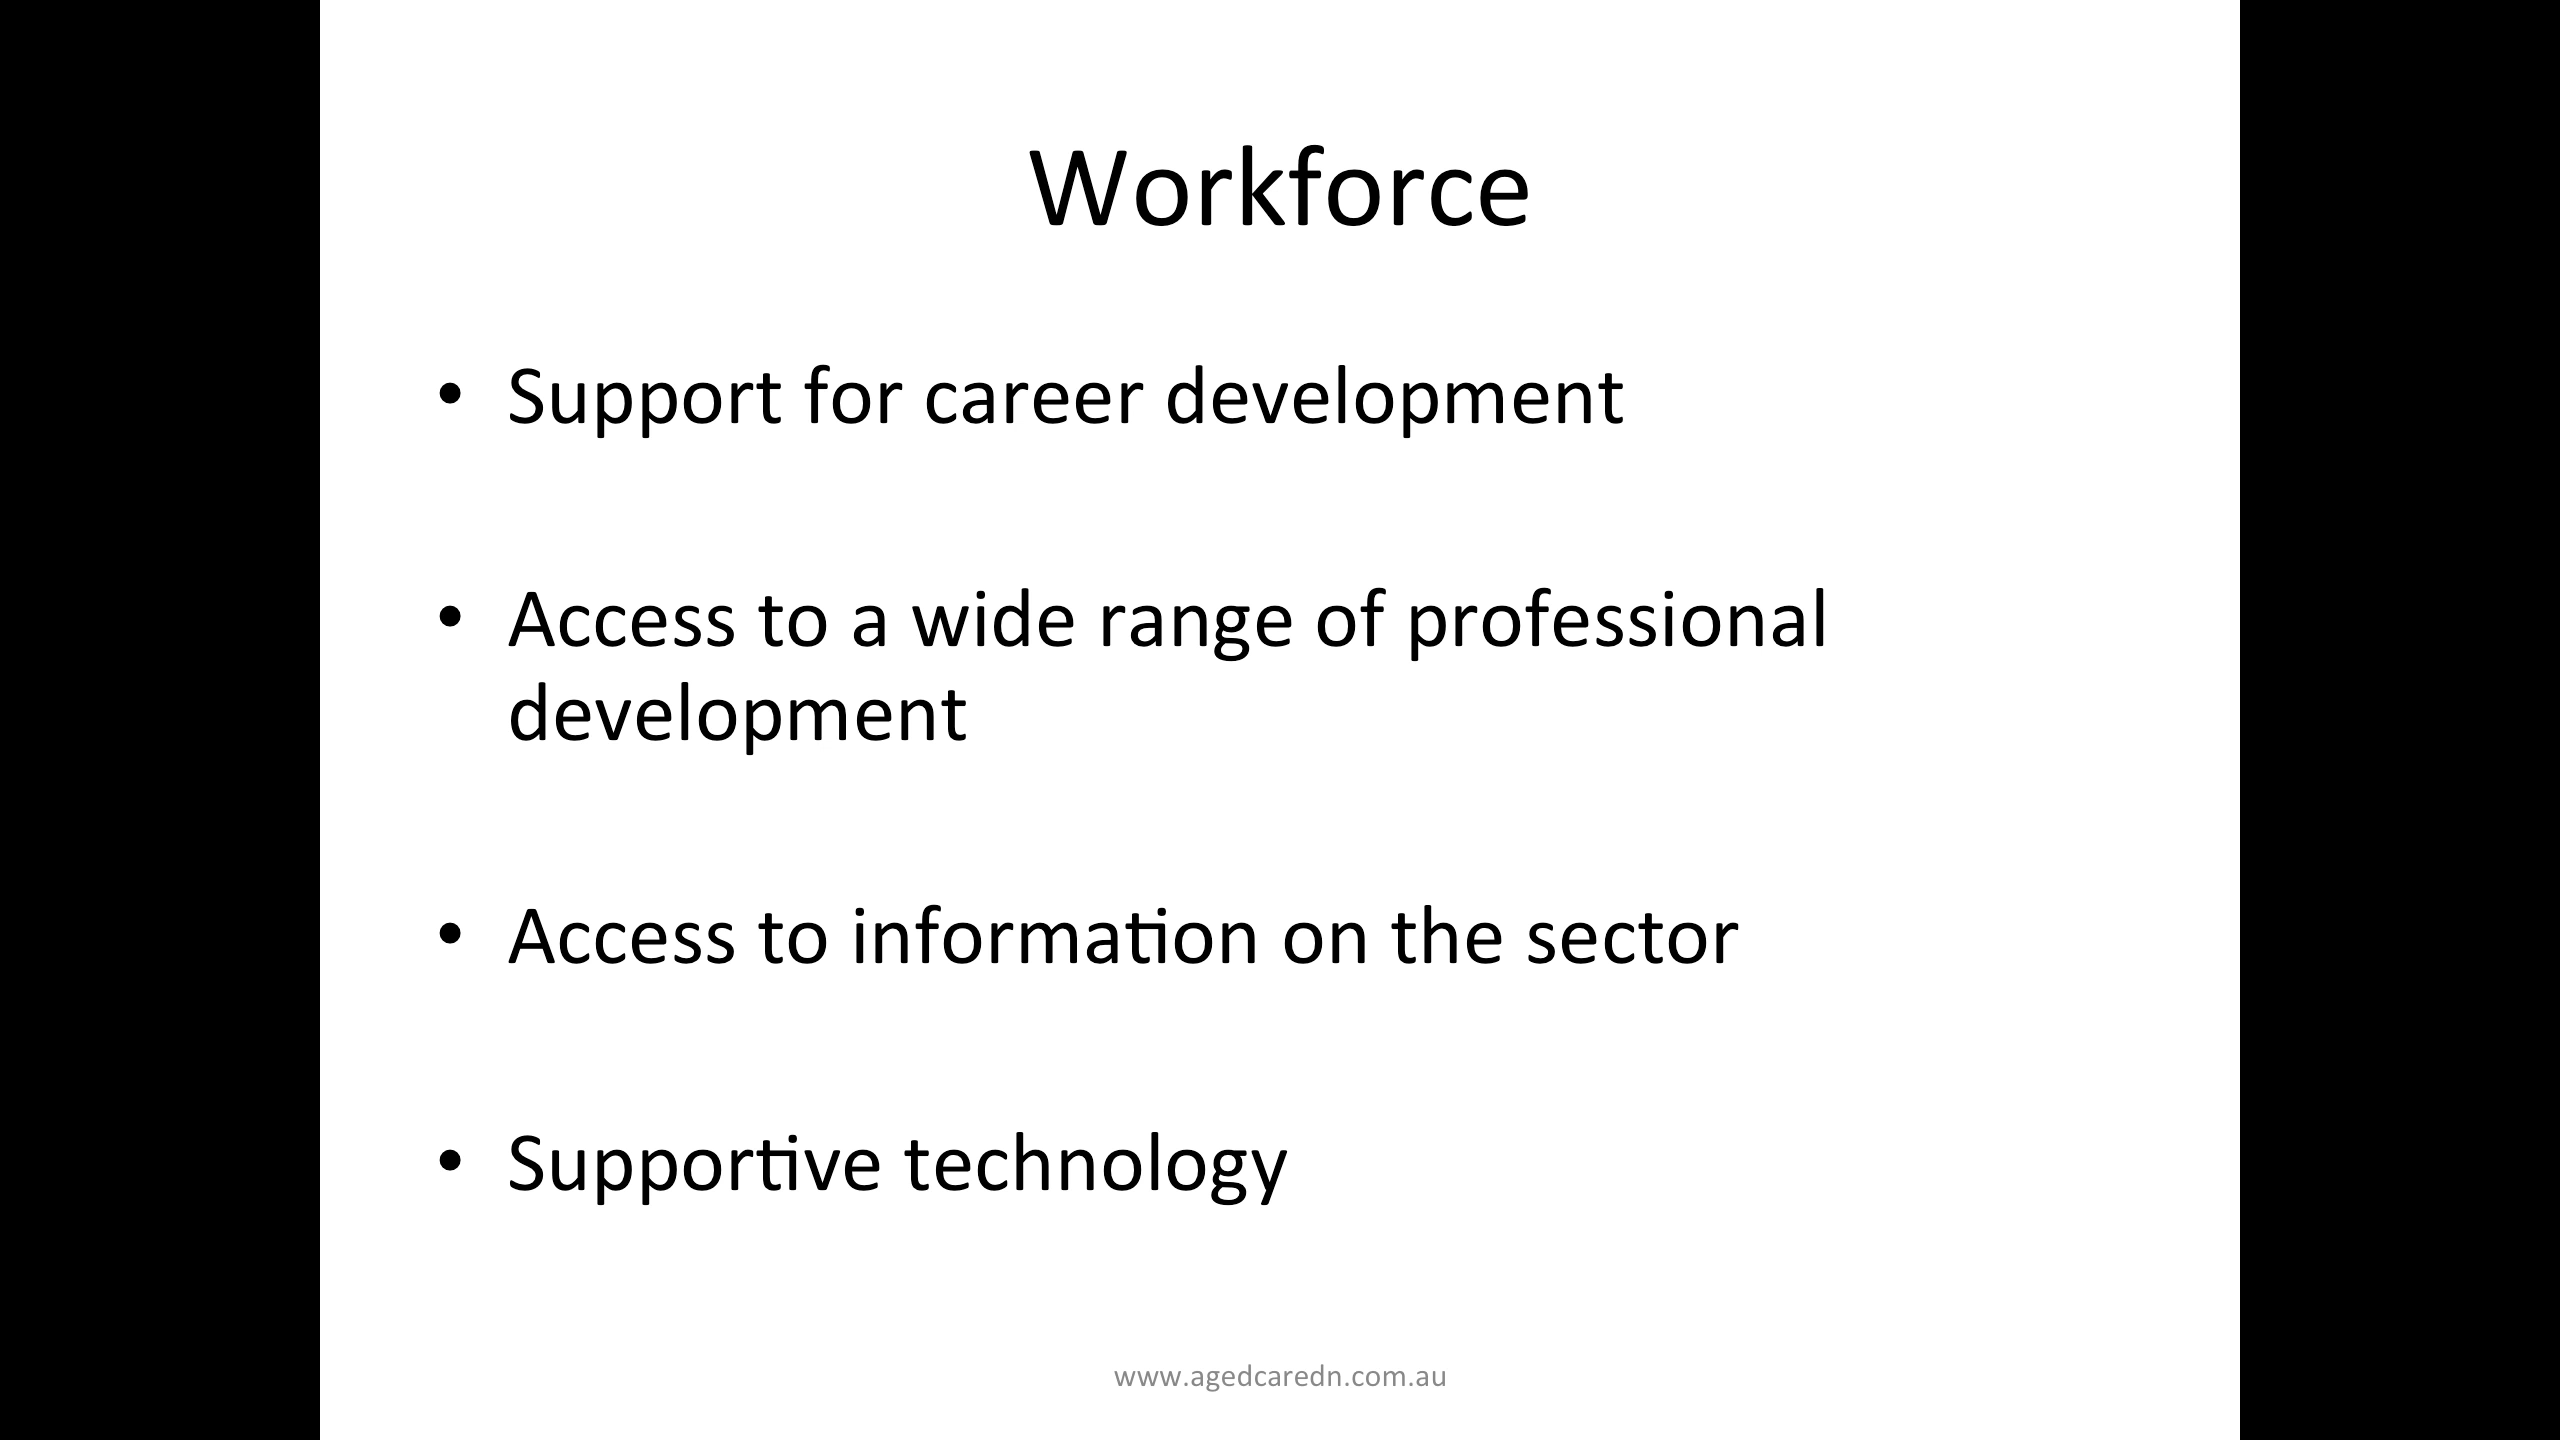 Workforce
• Support for career development
• Access to a wide range of professional
development
• Access to information on the sector
• Supportive technology
www.agedcaredn.com.au